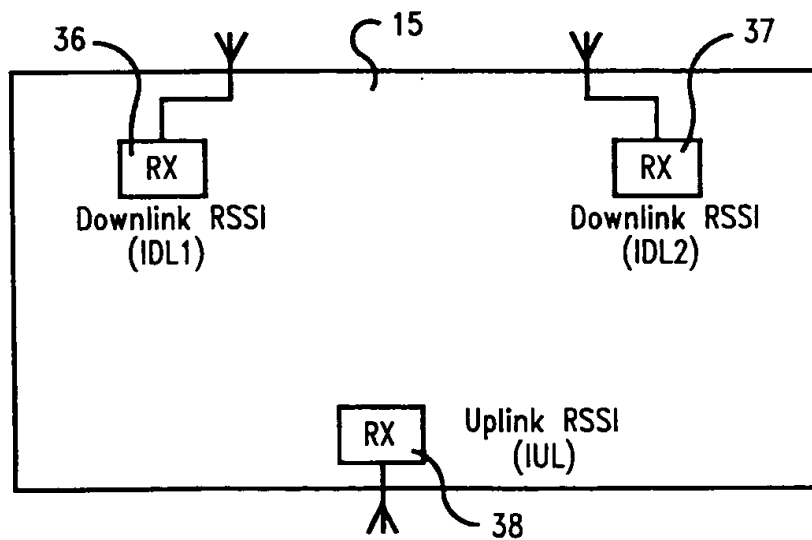 36
15
37
RX
RX
Downlink RSSI
(IDL1)
Downlink RSSI
(IDL2)
RX
Uplink RSSI
(IUL)
38